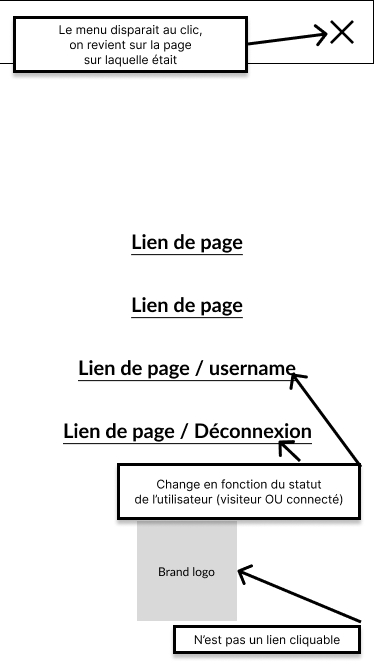 Le menu disparait au clic,
on revient sur la page
sur laquelle était
Lien de page
Lien de page
Lien de page / username
Lien de page / Déconnexion
Change en fonction du statut
de l'utilisateur (visiteur OU connecté)
Brand logo
N'est pas un lien cliquable